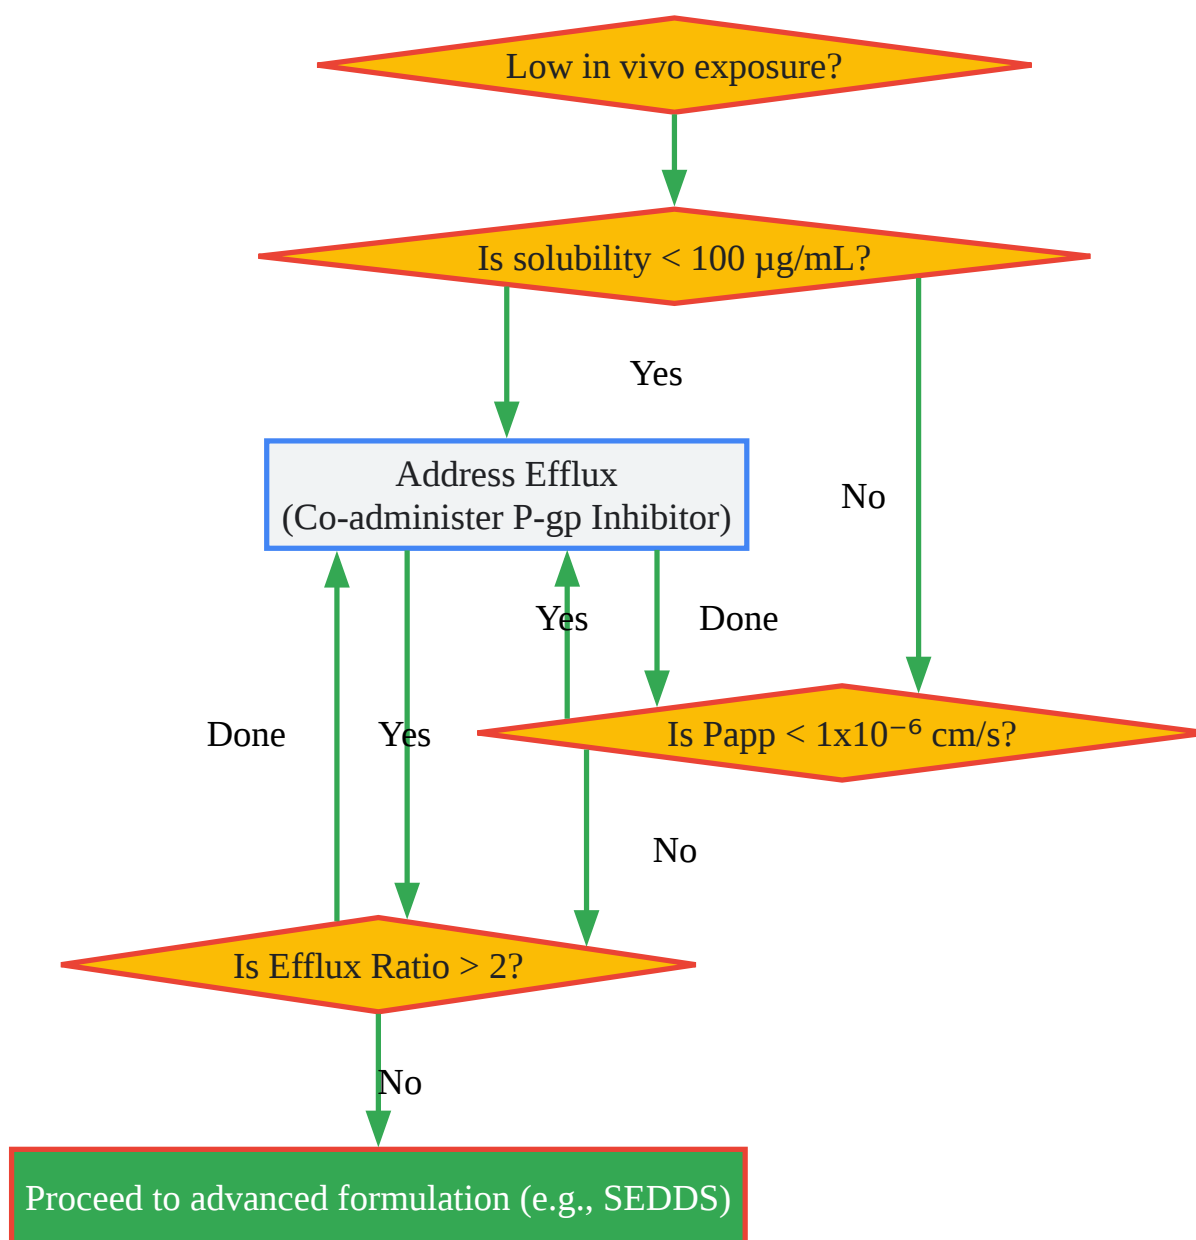 Low in vivo exposure?
Is solubility < 100 µg/mL?
Yes
Address Efflux
(Co-administer P-gp Inhibitor)
No
Yes
Done
Done
Yes
Is Papp < 1x10⁻⁶ cm/s?
No
Is Efflux Ratio > 2?
No
Proceed to advanced formulation (e.g., SEDDS)